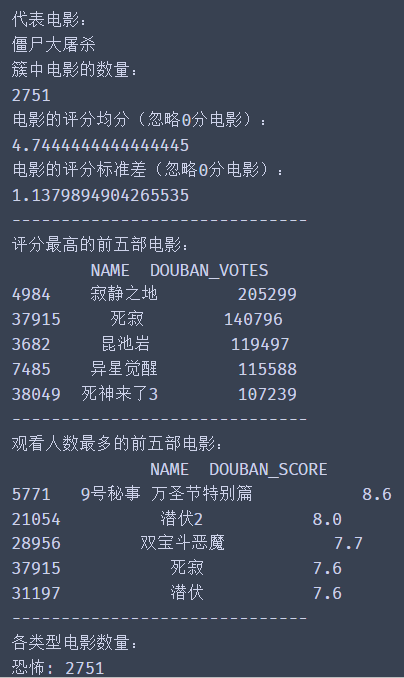 代表电影：
僵尸大屠杀
簇中电影的数量：
2751
电影的评分均分（忽略0分电影）：
4.7444444444444445
电影的评分标准差（忽略0分电影）：
1.1379894904265535
------------------------------
评分最高的前五部电影：
NAME DOUBAN_VOTES
4984 寂静之地 205299
37915 死寂 140796
3682 昆池岩 119497
7485 异星觉醒 115588
38049 死神来了3 107239
------------------------------
观看人数最多的前五部电影：
NAME DOUBAN_SCORE
5771 9号秘事 万圣节特别篇 8.6
21054 潜伏2 8.0
28956 双宝斗恶魔 7.7
37915 死寂 7.6
31197 潜伏 7.6
------------------------------
各类型电影数量：
恐怖: 2751